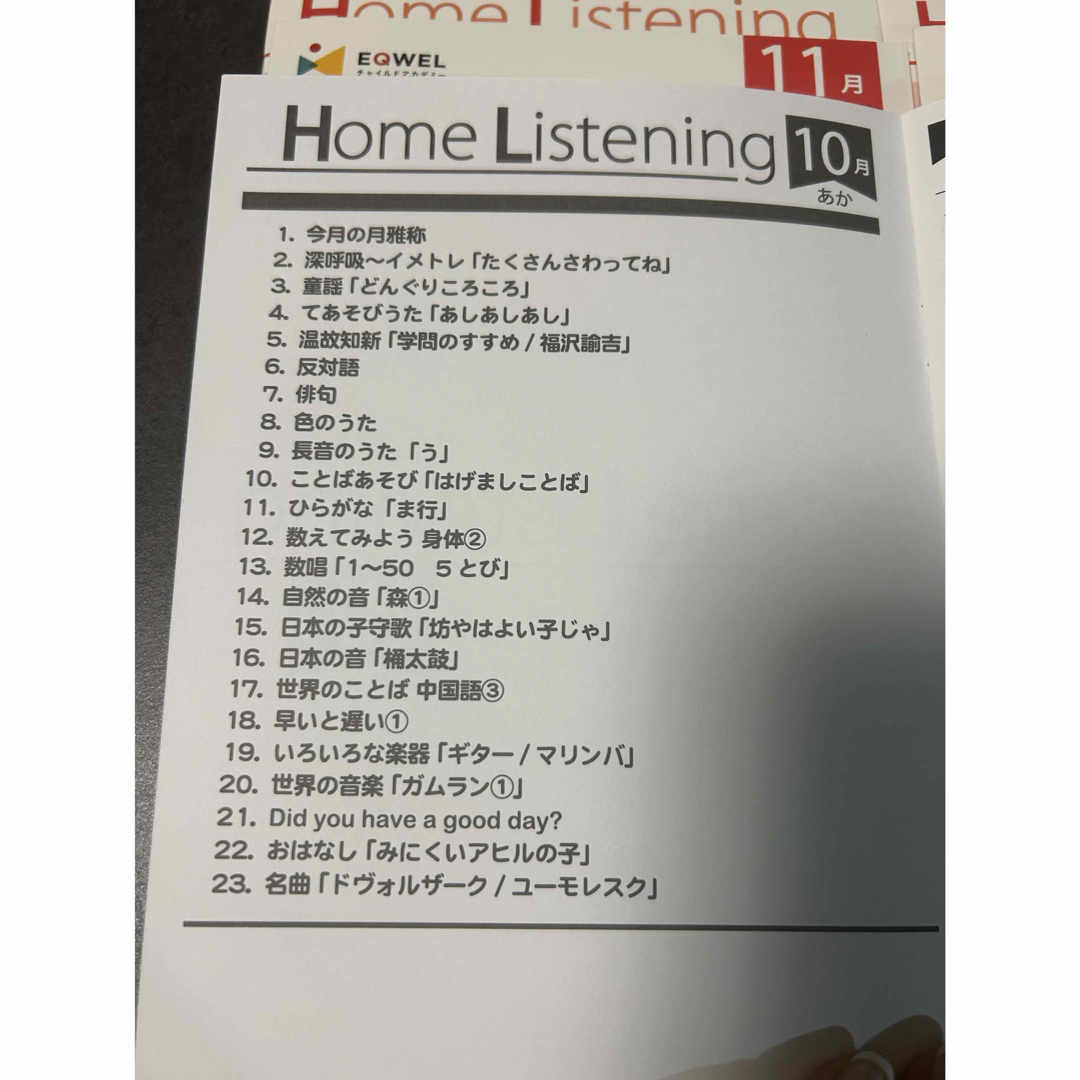 Home Listening
EQWEL
チャイルドアカデミー
11月
Home Listening
10月
あか
1. 今月の月雅称
2. 深呼吸～イメトレ「たくさんさわってね」
3. 童謡「どんぐりころころ」
4. てあそびうた「あしあしあし」
5. 温故知新「学問のすすめ / 福沢諭吉」
6. 反対語
7. 俳句
8. 色のうた
9. 長音のうた「う」
10. ことばあそび「はげましことば」
11. ひらがな「ま行」
12. 数えてみよう 身体②
13. 数唱「1～50 5とび」
14. 自然の音「森①」
15. 日本の子守歌「坊やはよい子じゃ」
16. 日本の音「桶太鼓」
17. 世界のことば 中国語③
18. 早いと遅い①
19. いろいろな楽器「ギター / マリンバ」
20. 世界の音楽「ガムラン①」
21. Did you have a good day?
22. おはなし「みにくいアヒルの子」
23. 名曲「ドヴォルザーク / ユーモレスク」